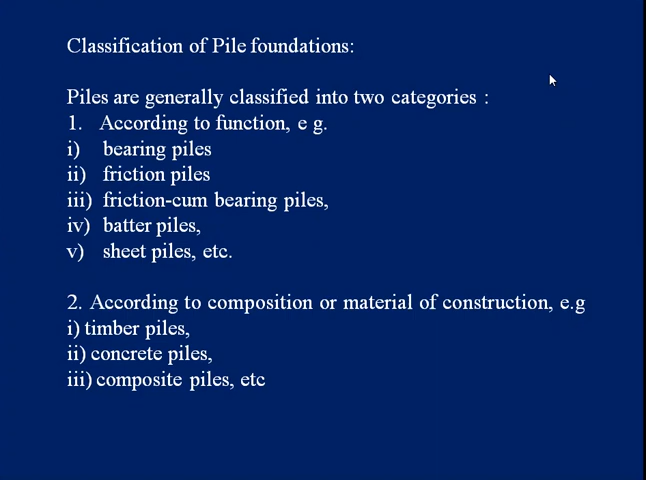 Classification of Pile foundations:
Piles are generally classified into two categories :
1. According to function, e g.
i) bearing piles
ii) friction piles
iii) friction-cum bearing piles,
iv) batter piles,
v) sheet piles, etc.
2. According to composition or material of construction, e.g
i) timber piles,
ii) concrete piles,
iii) composite piles, etc